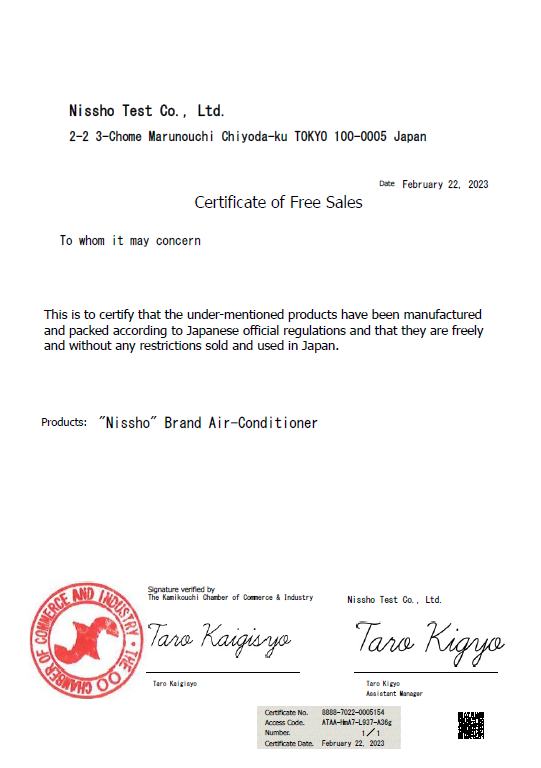 Nissho Test Co., Ltd.
2-2 3-Chome Marunouchi Chiyoda-ku TOKYO 100-0005 Japan
Date February 22, 2023
Certificate of Free Sales
To whom it may concern
This is to certify that the under-mentioned products have been manufactured
and packed according to Japanese official regulations and that they are freely
and without any restrictions sold and used in Japan.
Products: "Nissho" Brand Air-Conditioner
Signature verified by
The Kamikouchi Chamber of Commerce & Industry
Nissho Test Co., Ltd.
THE OO CHAMBER OF COMMERCE AND INDUSTRY
Taro Kaigisyo
Taro Kigyo
Taro Kaigisyo
Taro Kigyo
Assistant Manager
Certificate No. 8888-7022-0005154
Access Code. ATAA-HmA7-L937-A36g
Number. 1/1
Certificate Date. February 22, 2023